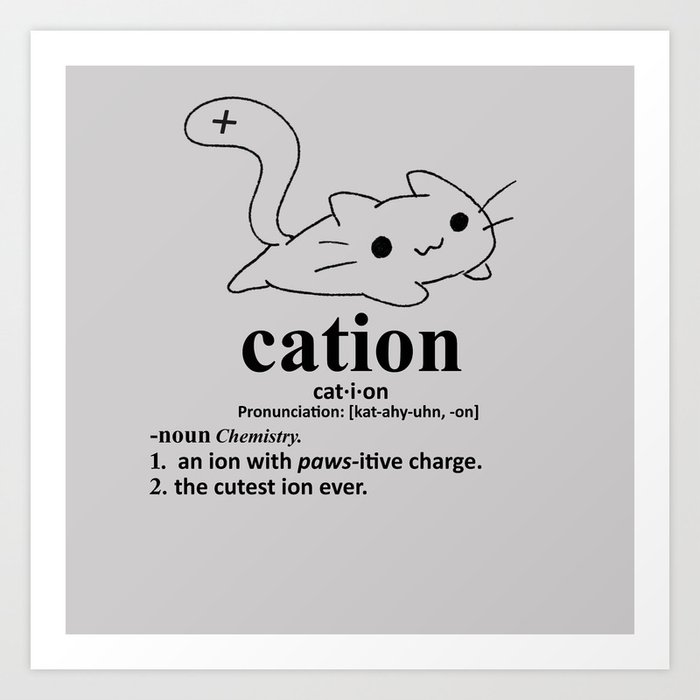 +
cation
cat·i·on
Pronunciation: [kat-ahy-uhn, -on]
-noun Chemistry.
1. an ion with paws-itive charge.
2. the cutest ion ever.